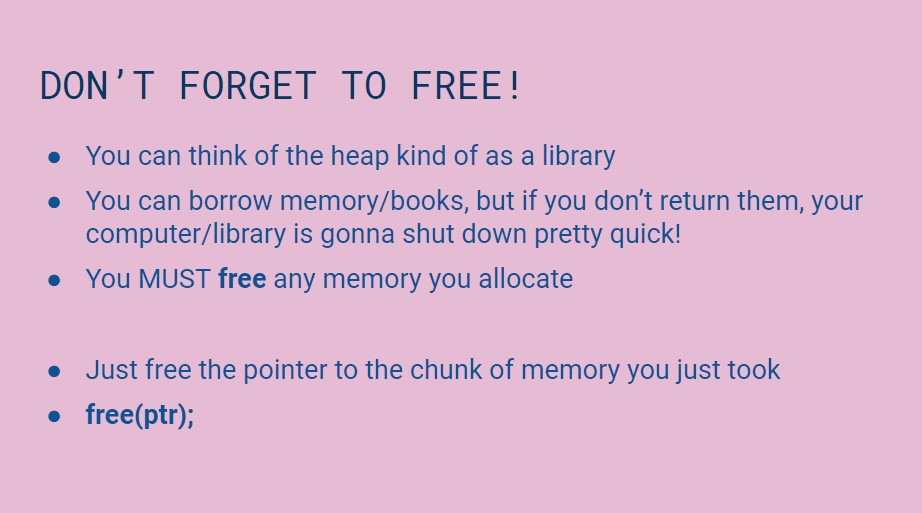 DON’T FORGET TO FREE!
● You can think of the heap kind of as a library
● You can borrow memory/books, but if you don’t return them, your
computer/library is gonna shut down pretty quick!
● You MUST free any memory you allocate
● Just free the pointer to the chunk of memory you just took
● free(ptr);